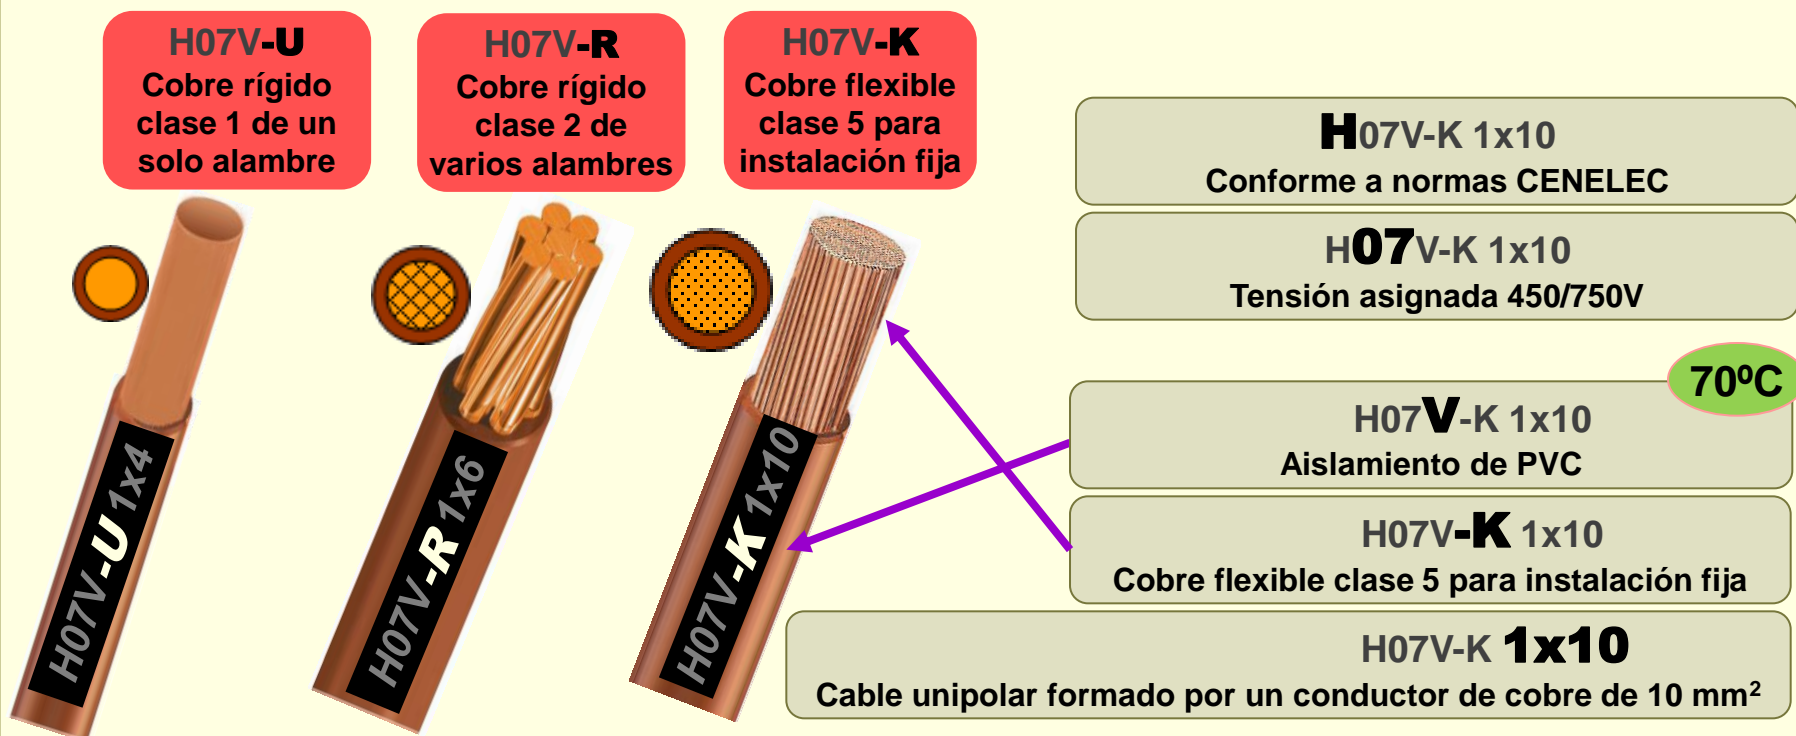 H07V-U
Cobre rígido
clase 1 de un
solo alambre
H07V-R
Cobre rígido
clase 2 de
varios alambres
H07V-K
Cobre flexible
clase 5 para
instalación fija
H07V-U 1x4
H07V-R 1x6
H07V-K 1x10
H07V-K 1x10
Conforme a normas CENELEC
H07V-K 1x10
Tensión asignada 450/750V
70ºC
H07V-K 1x10
Aislamiento de PVC
H07V-K 1x10
Cobre flexible clase 5 para instalación fija
H07V-K 1x10
Cable unipolar formado por un conductor de cobre de 10 mm²